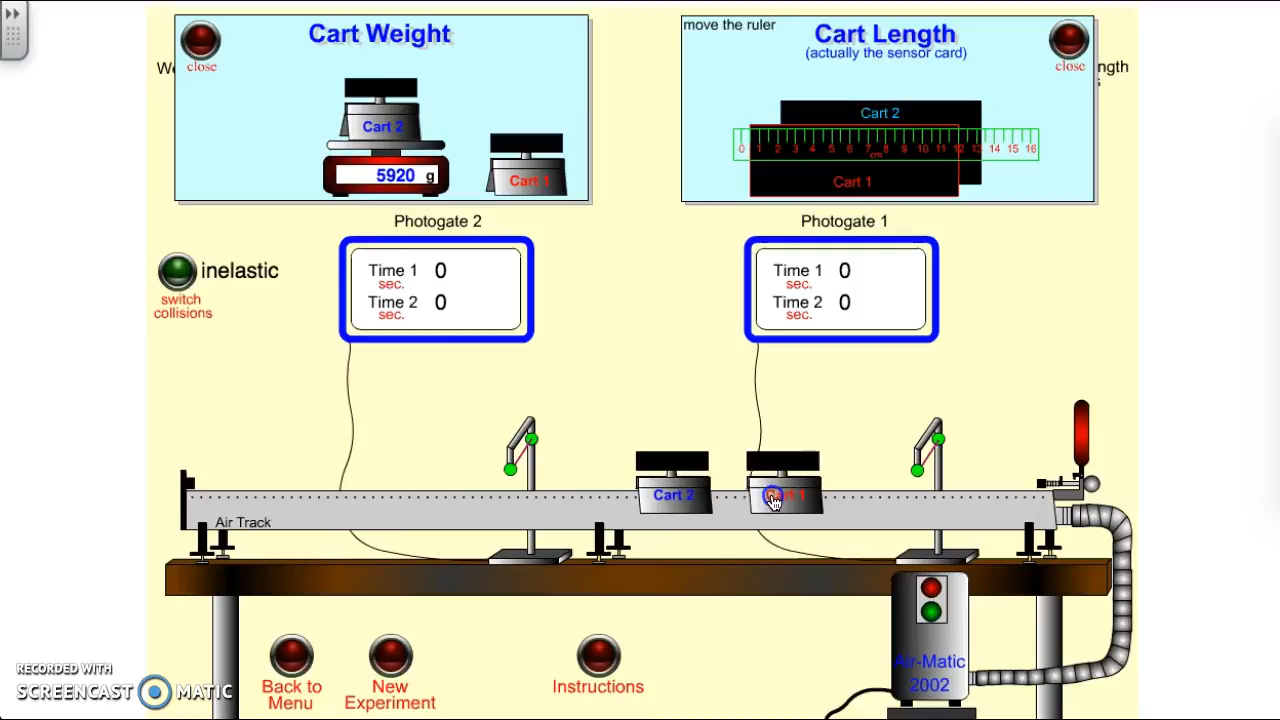 Cart Weight
close
Cart 2
5920 g
Cart 1
move the ruler
Cart Length
(actually the sensor card)
close
ngth
s
Cart 2
0 1 2 3 4 5 6 7 8 9 10 11 12 13 14 15 16
cm
Cart 1
We
Photogate 2
Photogate 1
inelastic
switch
collisions
Time 1 0
sec.
Time 2 0
sec.
Time 1 0
sec.
Time 2 0
sec.
Cart 2
Cart 1
Air Track
Air-Matic
2002
Back to
Menu
New
Experiment
Instructions
RECORDED WITH
SCREENCAST MATIC